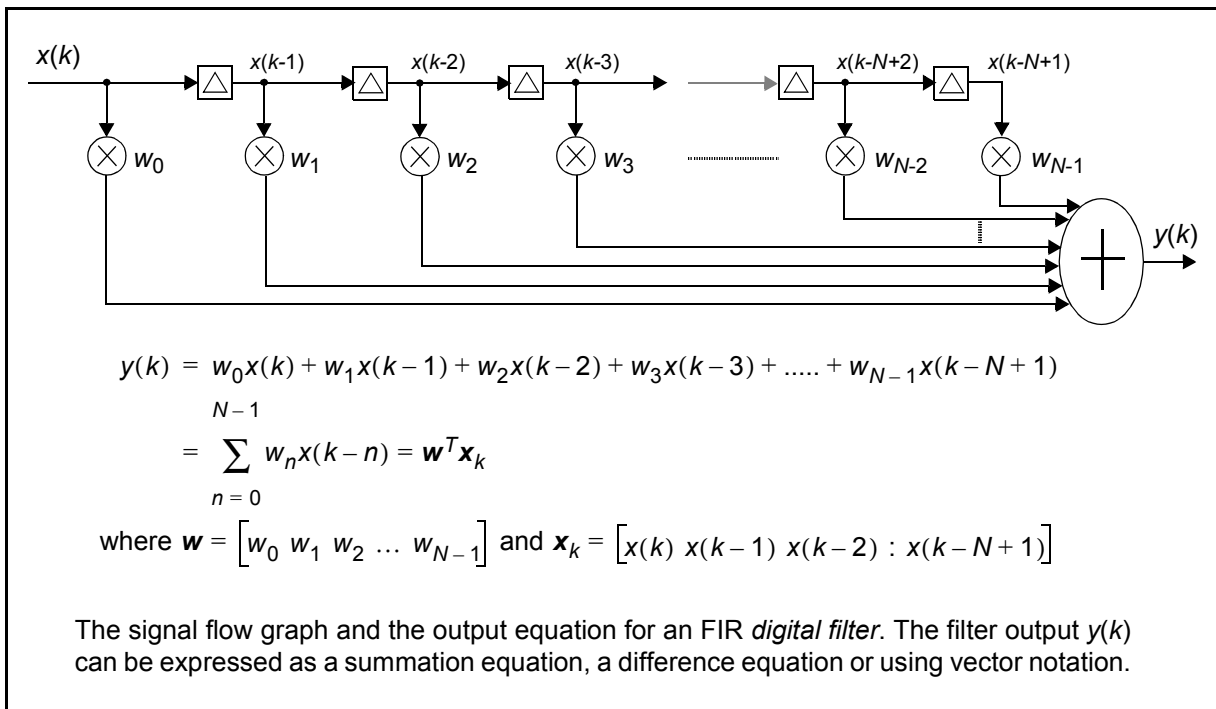 x(k) x(k-1) x(k-2) x(k-3) x(k-N+2) x(k-N+1)
w0 w1 w2 w3 wN-2 wN-1
y(k)
y(k) = w0x(k) + w1x(k – 1) + w2x(k – 2) + w3x(k – 3) + ..... + wN – 1x(k – N + 1)
N – 1
= ∑ wnx(k – n) = w^T xk
n = 0
where w = [w0 w1 w2 … wN – 1] and xk = [x(k) x(k – 1) x(k – 2) : x(k – N + 1)]
The signal flow graph and the output equation for an FIR digital filter. The filter output y(k)
can be expressed as a summation equation, a difference equation or using vector notation.